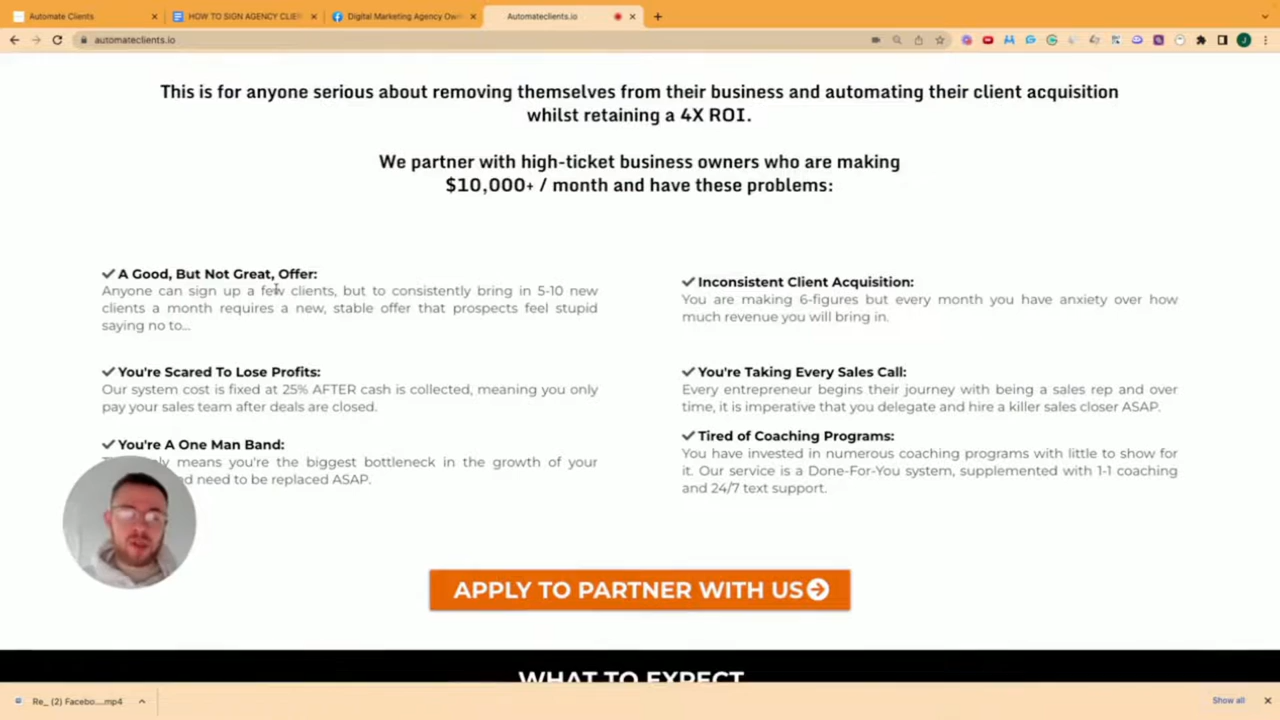 Automate Clients
HOW TO SIGN AGENCY CLIE
Digital Marketing Agency Own
Automateclients.io
automateclients.io
This is for anyone serious about removing themselves from their business and automating their client acquisition
whilst retaining a 4X ROI.
We partner with high-ticket business owners who are making
$10,000+ / month and have these problems:
A Good, But Not Great, Offer:
Anyone can sign up a few clients, but to consistently bring in 5-10 new
clients a month requires a new, stable offer that prospects feel stupid
saying no to...
You're Scared To Lose Profits:
Our system cost is fixed at 25% AFTER cash is collected, meaning you only
pay your sales team after deals are closed.
You're A One Man Band:
means you're the biggest bottleneck in the growth of your
need to be replaced ASAP.
Inconsistent Client Acquisition:
You are making 6-figures but every month you have anxiety over how
much revenue you will bring in.
You're Taking Every Sales Call:
Every entrepreneur begins their journey with being a sales rep and over
time, it is imperative that you delegate and hire a killer sales closer ASAP.
Tired of Coaching Programs:
You have invested in numerous coaching programs with little to show for
it. Our service is a Done-For-You system, supplemented with 1-1 coaching
and 24/7 text support.
APPLY TO PARTNER WITH US
WHAT TO EXPECT
Re_ (2) Facebo....mp4
Show all